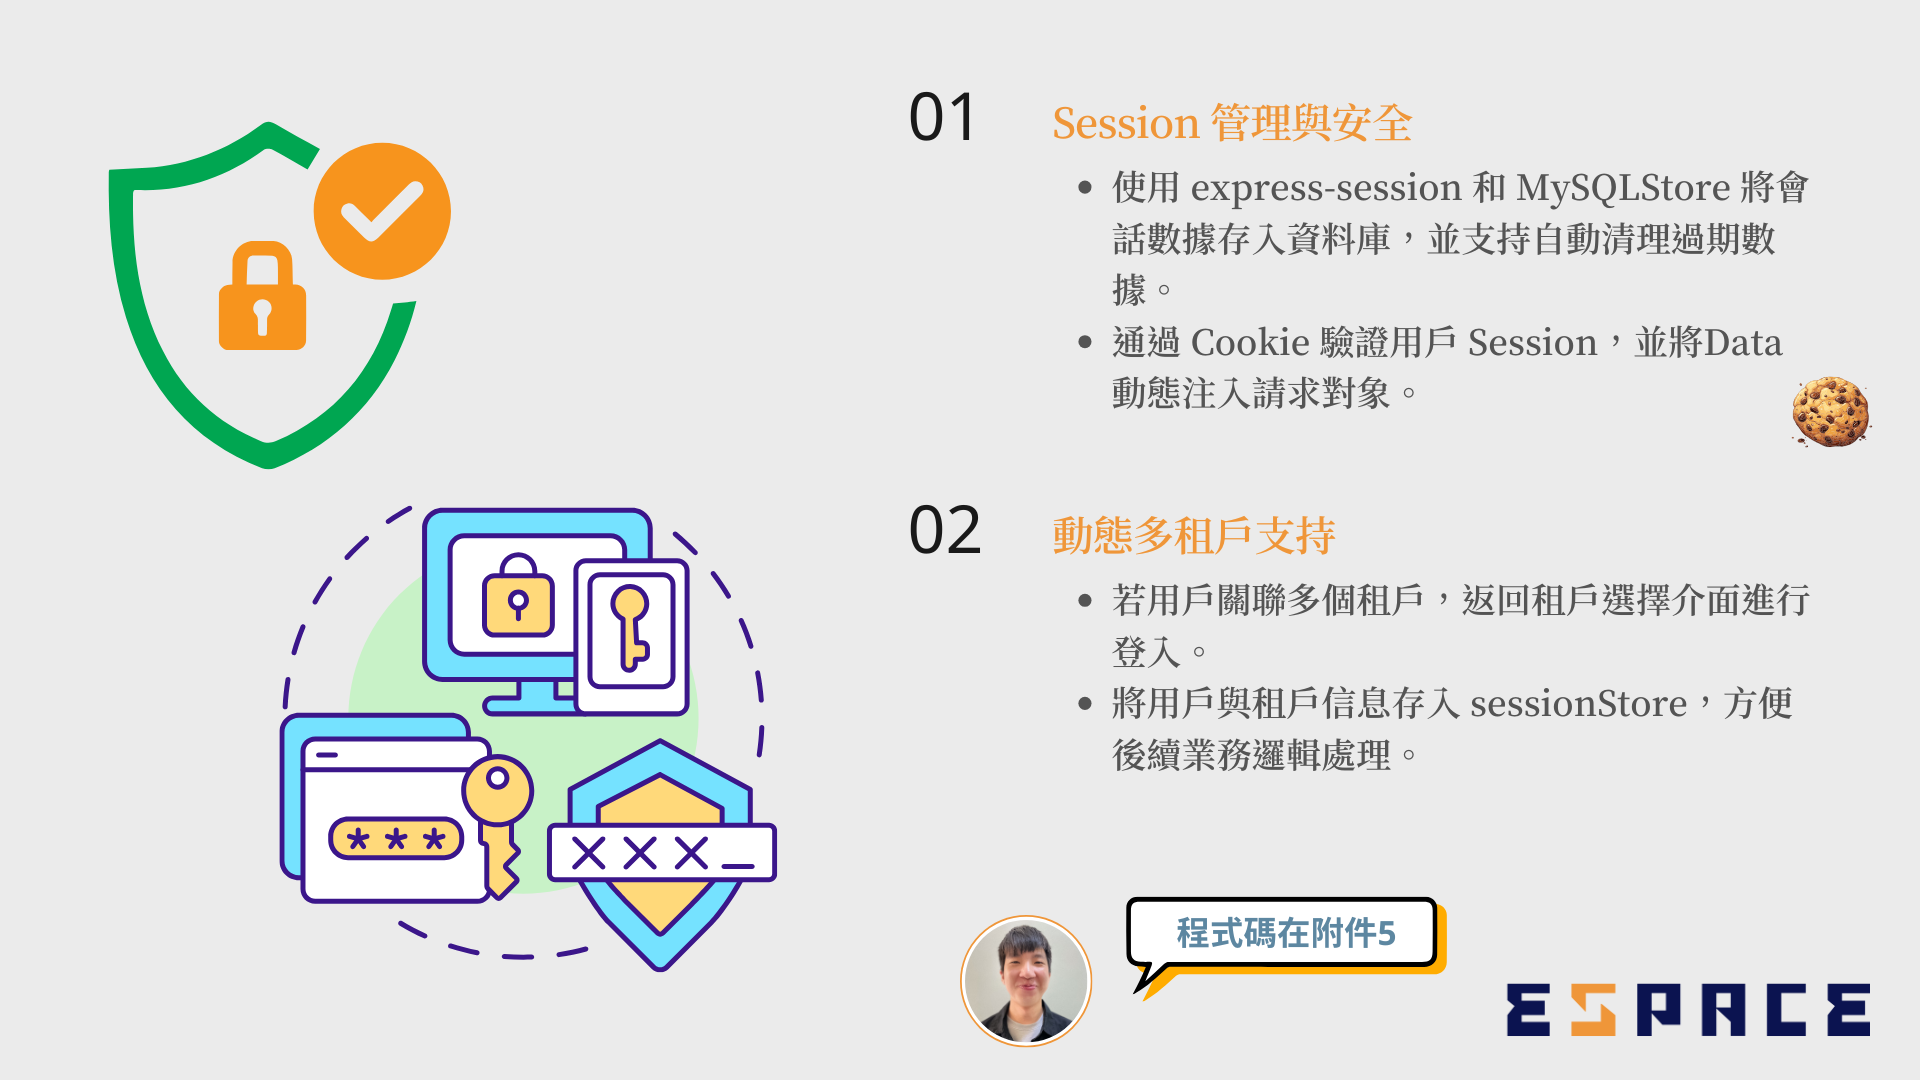 01
Session 管理與安全
使用 express-session 和 MySQLStore 將會
話數據存入資料庫，並支持自動清理過期數
據。
通過 Cookie 驗證用戶 Session，並將Data
動態注入請求對象。
02
動態多租戶支持
若用戶關聯多個租戶，返回租戶選擇介面進行
登入。
將用戶與租戶信息存入 sessionStore，方便
後續業務邏輯處理。
***
XXX_
程式碼在附件5
ESPACE